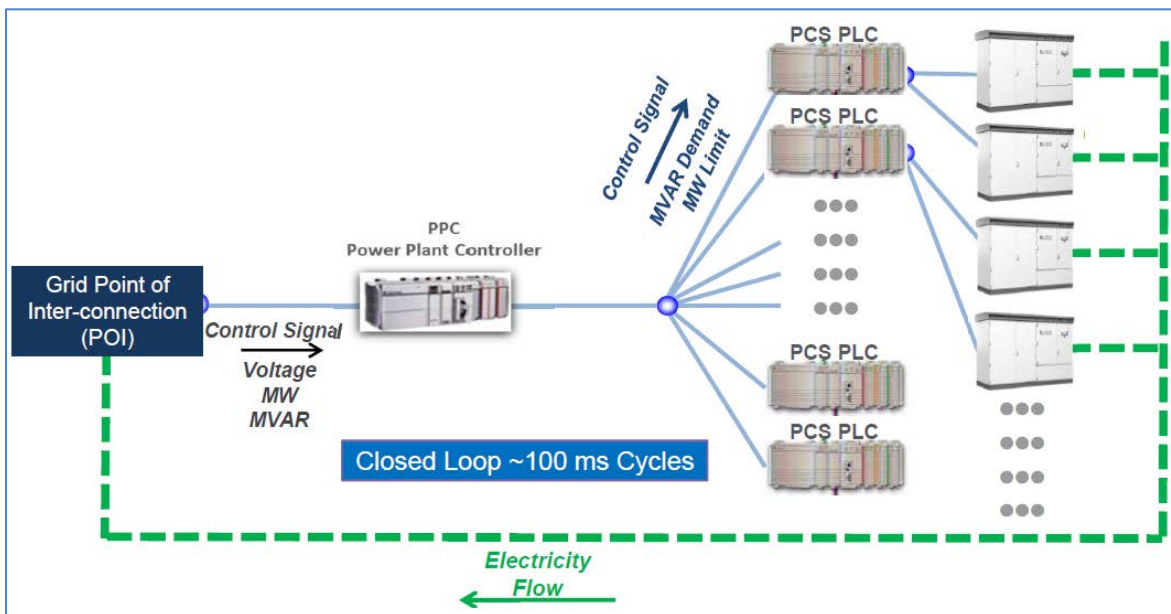 PCS PLC
PCS PLC
Control Signal
MVAR Demand
MW Limit
PPC
Power Plant Controller
Grid Point of
Inter-connection
(POI)
Control Signal
Voltage
MW
MVAR
PCS PLC
PCS PLC
Closed Loop ~100 ms Cycles
Electricity
Flow